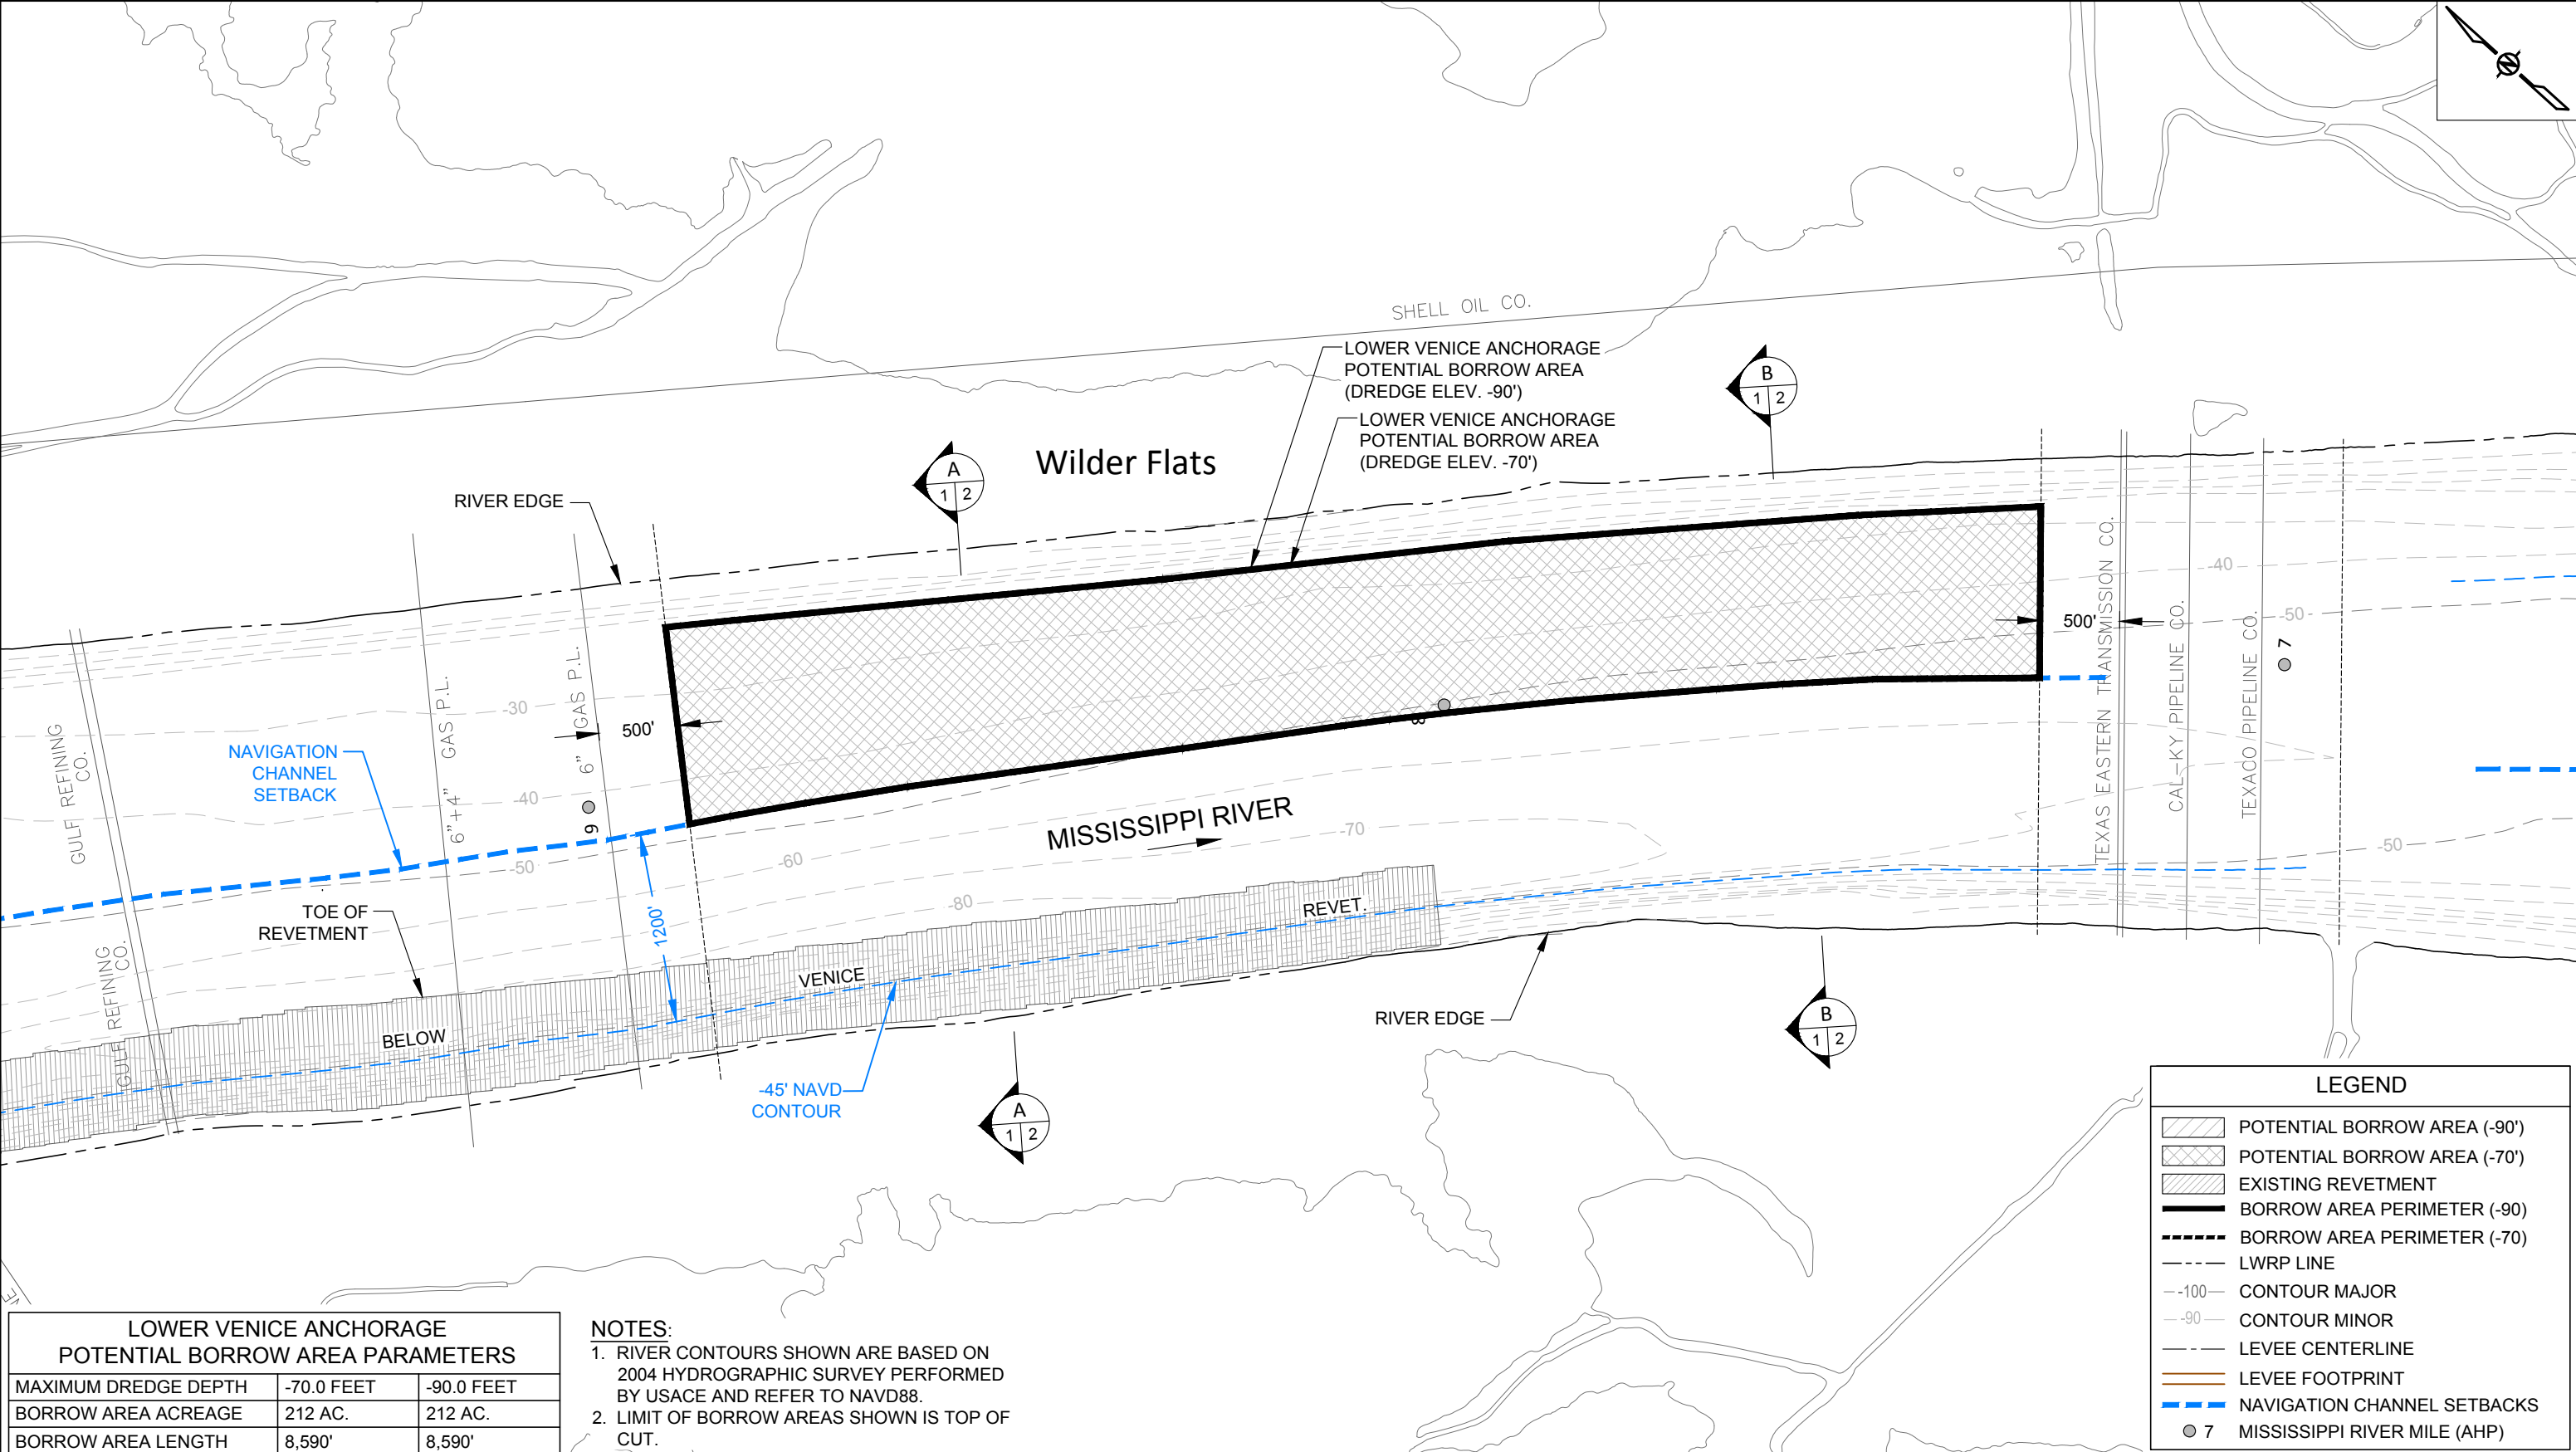 N
SHELL OIL CO.
LOWER VENICE ANCHORAGE
POTENTIAL BORROW AREA
(DREDGE ELEV. -90')
LOWER VENICE ANCHORAGE
POTENTIAL BORROW AREA
(DREDGE ELEV. -70')
B
1 2
A
1 2
Wilder Flats
RIVER EDGE
GULF REFINING
CO.
6"+4" GAS P.L.
6" GAS P.L.
-30
-40
-50
9
500'
NAVIGATION
CHANNEL
SETBACK
8
500'
TEXAS EASTERN TRANSMISSION CO.
CAL-KY PIPELINE CO.
TEXACO PIPELINE CO.
-40
-50
7
-50
MISSISSIPPI RIVER
-60
-70
-80
1200'
TOE OF
REVETMENT
GULF REFINING
CO.
BELOW
VENICE
REVET.
RIVER EDGE
-45' NAVD
CONTOUR
A
1 2
B
1 2
LOWER VENICE ANCHORAGE
POTENTIAL BORROW AREA PARAMETERS
MAXIMUM DREDGE DEPTH -70.0 FEET -90.0 FEET
BORROW AREA ACREAGE 212 AC. 212 AC.
BORROW AREA LENGTH 8,590' 8,590'
NOTES:
1. RIVER CONTOURS SHOWN ARE BASED ON
2004 HYDROGRAPHIC SURVEY PERFORMED
BY USACE AND REFER TO NAVD88.
2. LIMIT OF BORROW AREAS SHOWN IS TOP OF
CUT.
LEGEND
POTENTIAL BORROW AREA (-90')
POTENTIAL BORROW AREA (-70')
EXISTING REVETMENT
BORROW AREA PERIMETER (-90)
BORROW AREA PERIMETER (-70)
LWRP LINE
-100 CONTOUR MAJOR
-90 CONTOUR MINOR
LEVEE CENTERLINE
LEVEE FOOTPRINT
NAVIGATION CHANNEL SETBACKS
7 MISSISSIPPI RIVER MILE (AHP)